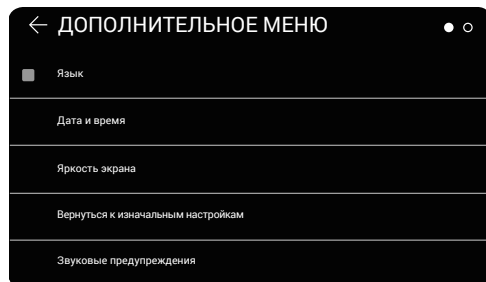 ДОПОЛНИТЕЛЬНОЕ МЕНЮ
Язык
Дата и время
Яркость экрана
Вернуться к изначальным настройкам
Звуковые предупреждения